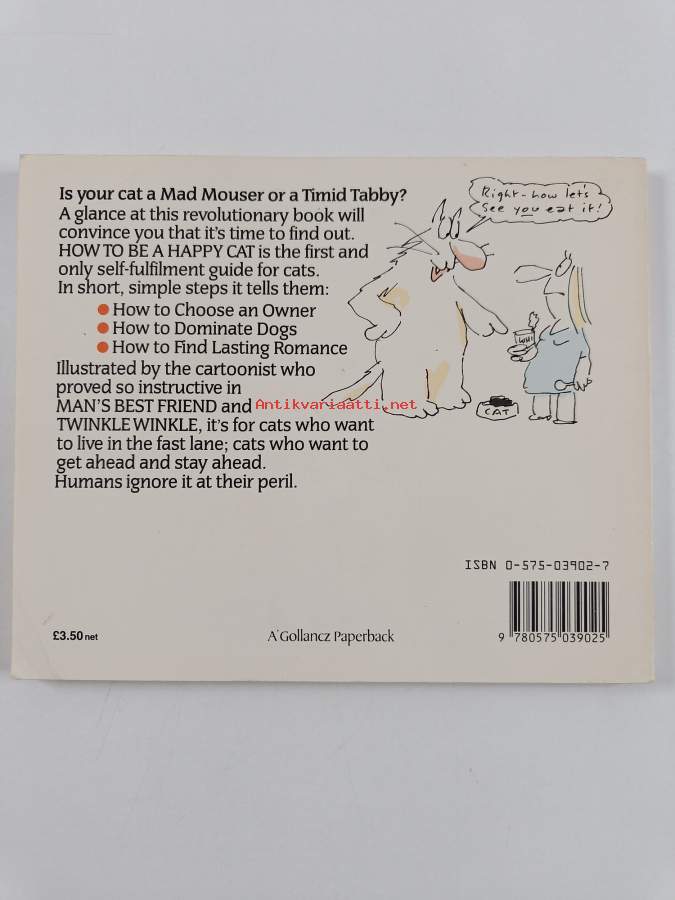 Is your cat a Mad Mouser or a Timid Tabby?
A glance at this revolutionary book will
convince you that it's time to find out.
HOW TO BE A HAPPY CAT is the first and
only self-fulfilment guide for cats.
In short, simple steps it tells them:
● How to Choose an Owner
● How to Dominate Dogs
● How to Find Lasting Romance
Illustrated by the cartoonist who
proved so instructive in
MAN'S BEST FRIEND and
TWINKLE WINKLE, it's for cats who want
to live in the fast lane; cats who want to
get ahead and stay ahead.
Humans ignore it at their peril.
Right - now let's
see you eat it!
WHI
CAT
Antikvariaatti.net
ISBN 0-575-03902-7
9 780575 039025
£3.50 net
A Gollancz Paperback